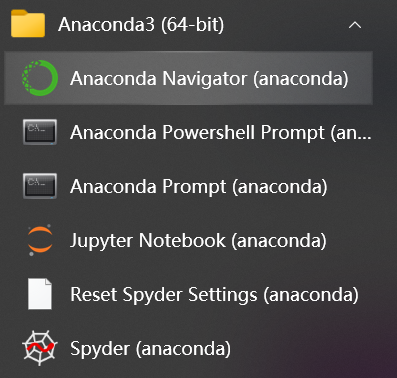 Anaconda3 (64-bit)
Anaconda Navigator (anaconda)
Anaconda Powershell Prompt (an...
Anaconda Prompt (anaconda)
Jupyter Notebook (anaconda)
Reset Spyder Settings (anaconda)
Spyder (anaconda)